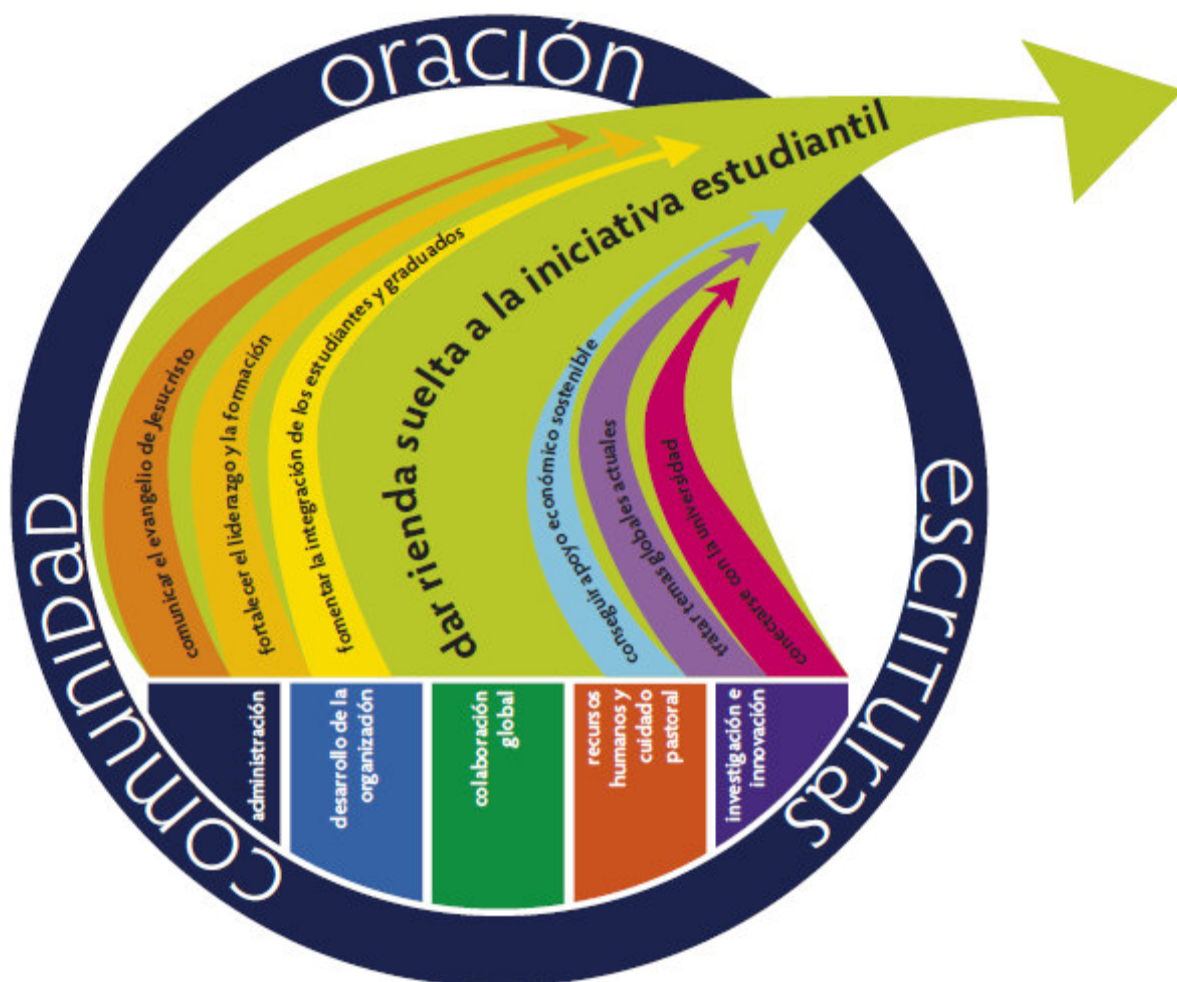 oración
comunidad
escrituras
dar rienda suelta a la iniciativa estudiantil
comunicar el evangelio de Jesucristo
fortalecer el liderazgo y la formación
fomentar la integración de los estudiantes y graduados
conseguir apoyo económico sostenible
tratar temas globales actuales
conectarse con la universidad
administración
desarrollo de la
organización
colaboración
global
recursos
humanos y
cuidado
pastoral
investigación e
innovación